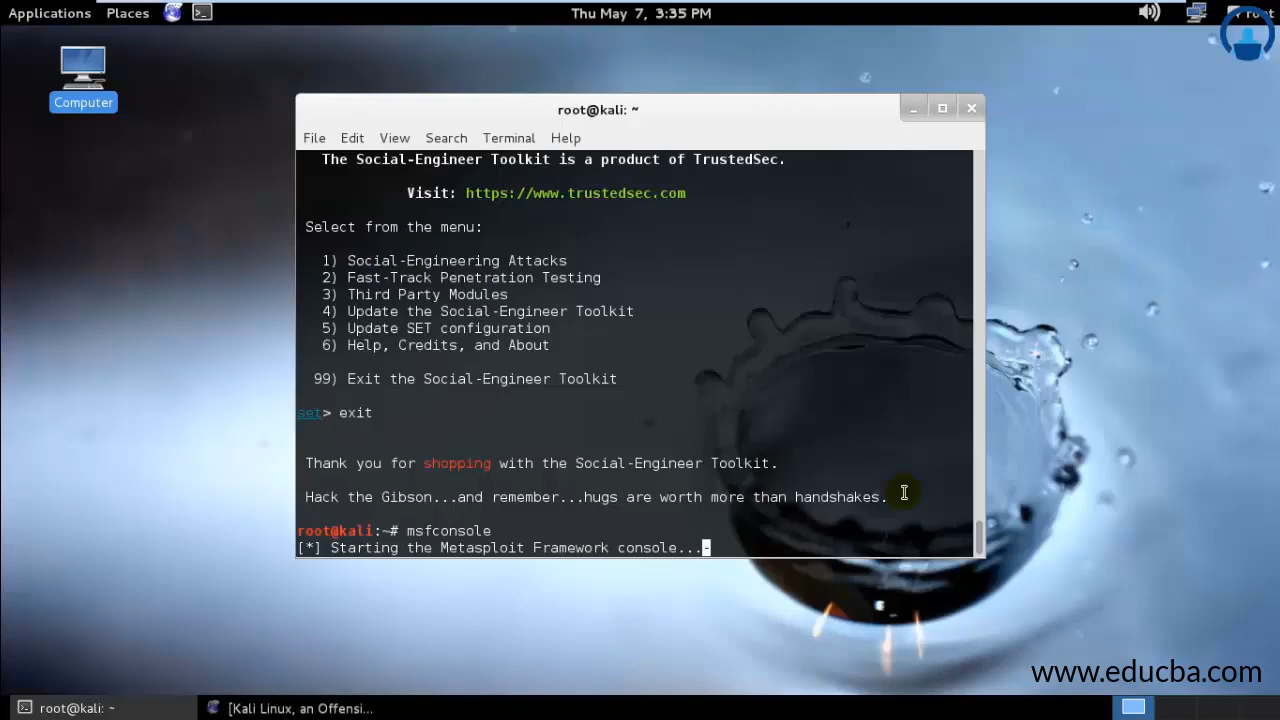 Applications Places Thu May 7, 3:35 PM root
Computer
root@kali: ~
File Edit View Search Terminal Help
The Social-Engineer Toolkit is a product of TrustedSec.
Visit: https://www.trustedsec.com
Select from the menu:
1) Social-Engineering Attacks
2) Fast-Track Penetration Testing
3) Third Party Modules
4) Update the Social-Engineer Toolkit
5) Update SET configuration
6) Help, Credits, and About
99) Exit the Social-Engineer Toolkit
set> exit
Thank you for shopping with the Social-Engineer Toolkit.
Hack the Gibson...and remember...hugs are worth more than handshakes.
root@kali:~# msfconsole
[*] Starting the Metasploit Framework console...-
www.educba.com
root@kali: ~ [Kali Linux, an Offensi...